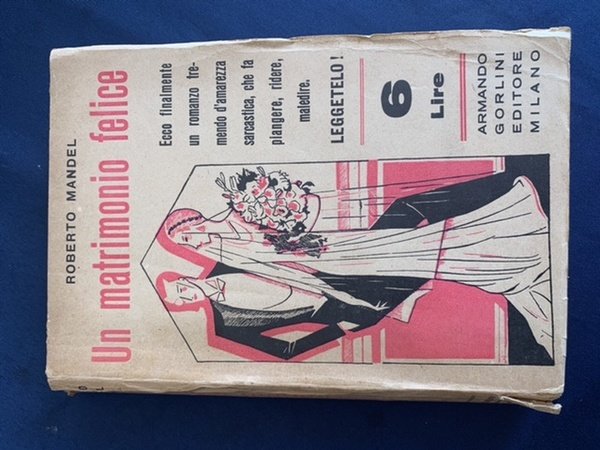 ROBERTO MANDEL
Un matrimonio felice
Ecco finalmente
un romanzo tre-
mendo d'amarezza
sarcastica, che fa
piangere, ridere,
maledire.
LEGGETELO!
6
Lire
ARMANDO
GORLINI
EDITORE
MILANO